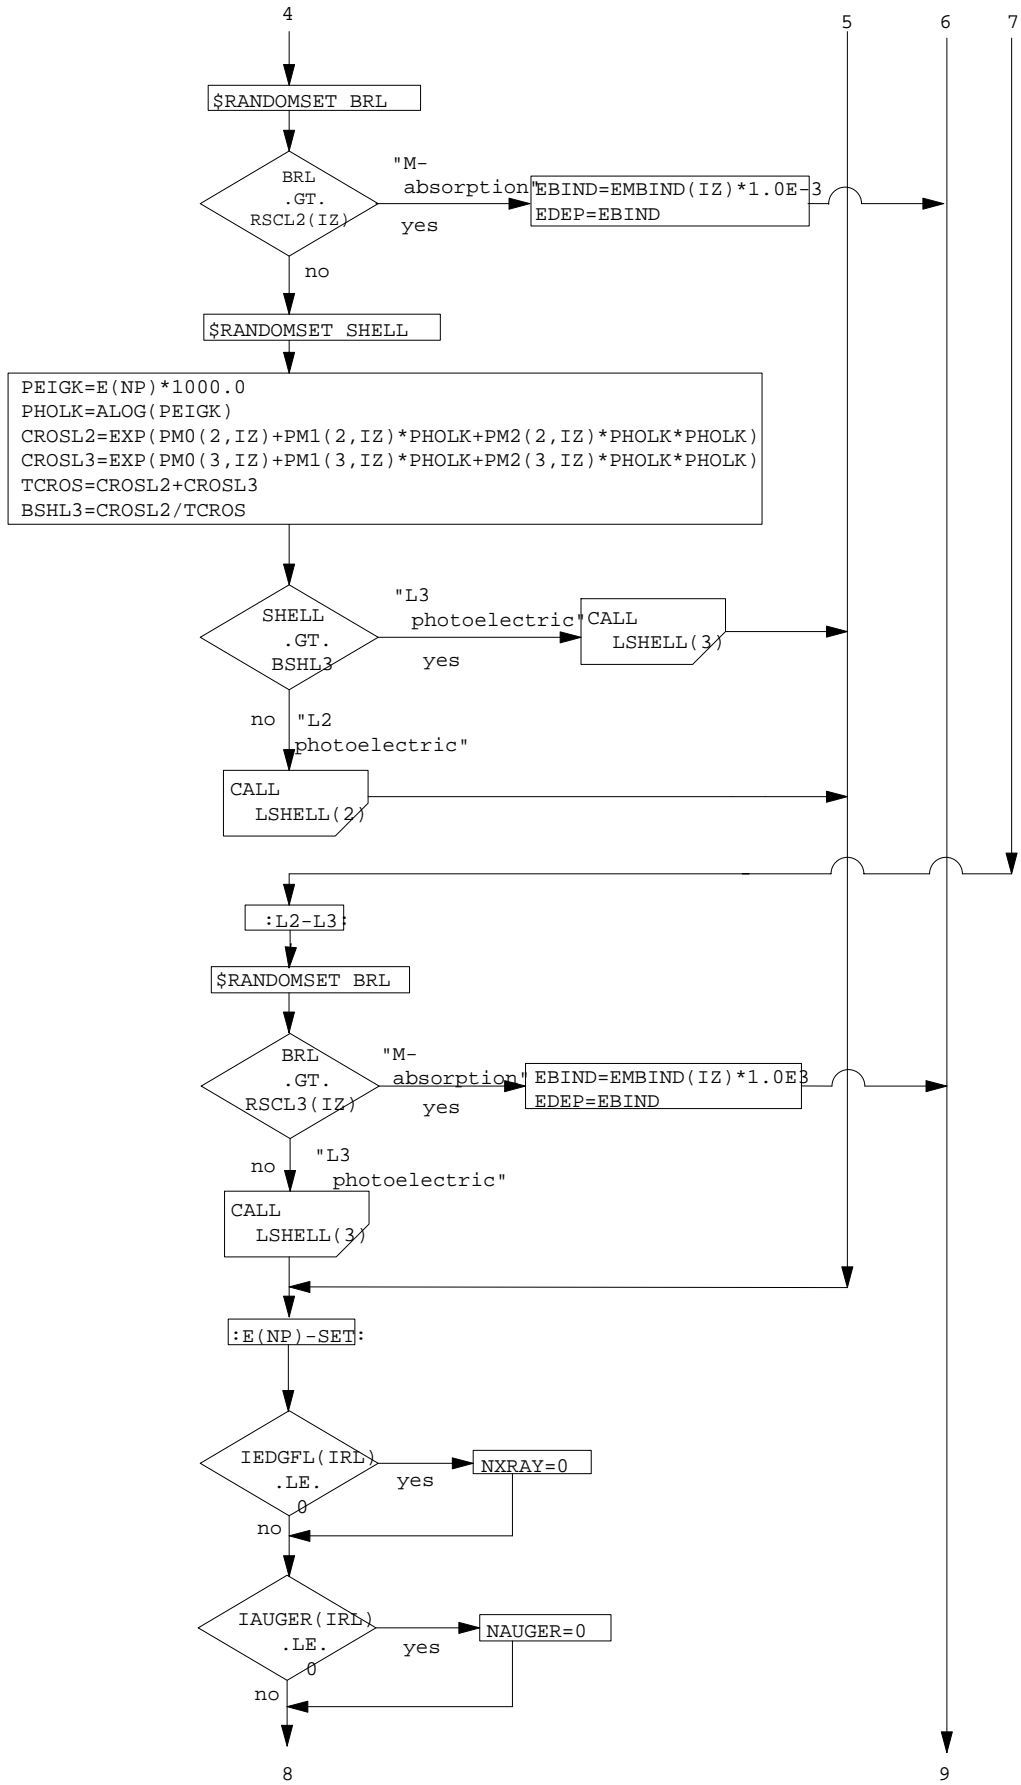 4
5
6
7
$RANDOMSET BRL
BRL
.GT.
RSCL2(IZ)
"M-
absorption"
yes
EBIND=EMBIND(IZ)*1.0E-3
EDEP=EBIND
no
$RANDOMSET SHELL
PEIGK=E(NP)*1000.0
PHOLK=ALOG(PEIGK)
CROSL2=EXP(PM0(2,IZ)+PM1(2,IZ)*PHOLK+PM2(2,IZ)*PHOLK*PHOLK)
CROSL3=EXP(PM0(3,IZ)+PM1(3,IZ)*PHOLK+PM2(3,IZ)*PHOLK*PHOLK)
TCROS=CROSL2+CROSL3
BSHL3=CROSL2/TCROS
SHELL
.GT.
BSHL3
"L3
photoelectric"
yes
CALL
LSHELL(3)
no
"L2
photoelectric"
CALL
LSHELL(2)
:L2-L3:
$RANDOMSET BRL
BRL
.GT.
RSCL3(IZ)
"M-
absorption"
yes
EBIND=EMBIND(IZ)*1.0E3
EDEP=EBIND
no
"L3
photoelectric"
CALL
LSHELL(3)
:E(NP)-SET:
IEDGFL(IRL)
.LE.
0
yes
NXRAY=0
no
IAUGER(IRL)
.LE.
0
yes
NAUGER=0
no
8
9